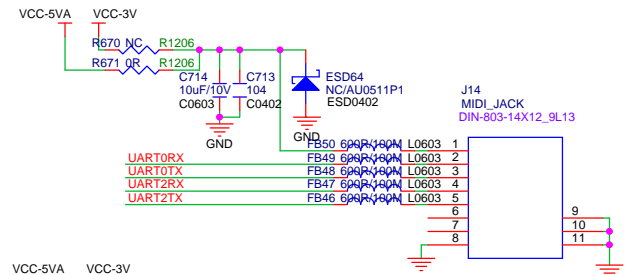 VCC-5VA VCC-3V
R670 NC R1206
R671 0R R1206
C714 C713 ESD64
10uF/10V 104 NC/AU0511P1
C0603 C0402 ESD0402
J14
MIDI_JACK
DIN-803-14X12_9L13
GND GND
FB50 600R/100M L0603 1
UART0RX FB49 600R/100M L0603 2
UART0TX FB48 600R/100M L0603 3
UART2RX FB47 600R/100M L0603 4
UART2TX FB46 600R/100M L0603 5
6 9
7 10
8 11
VCC-5VA VCC-3V